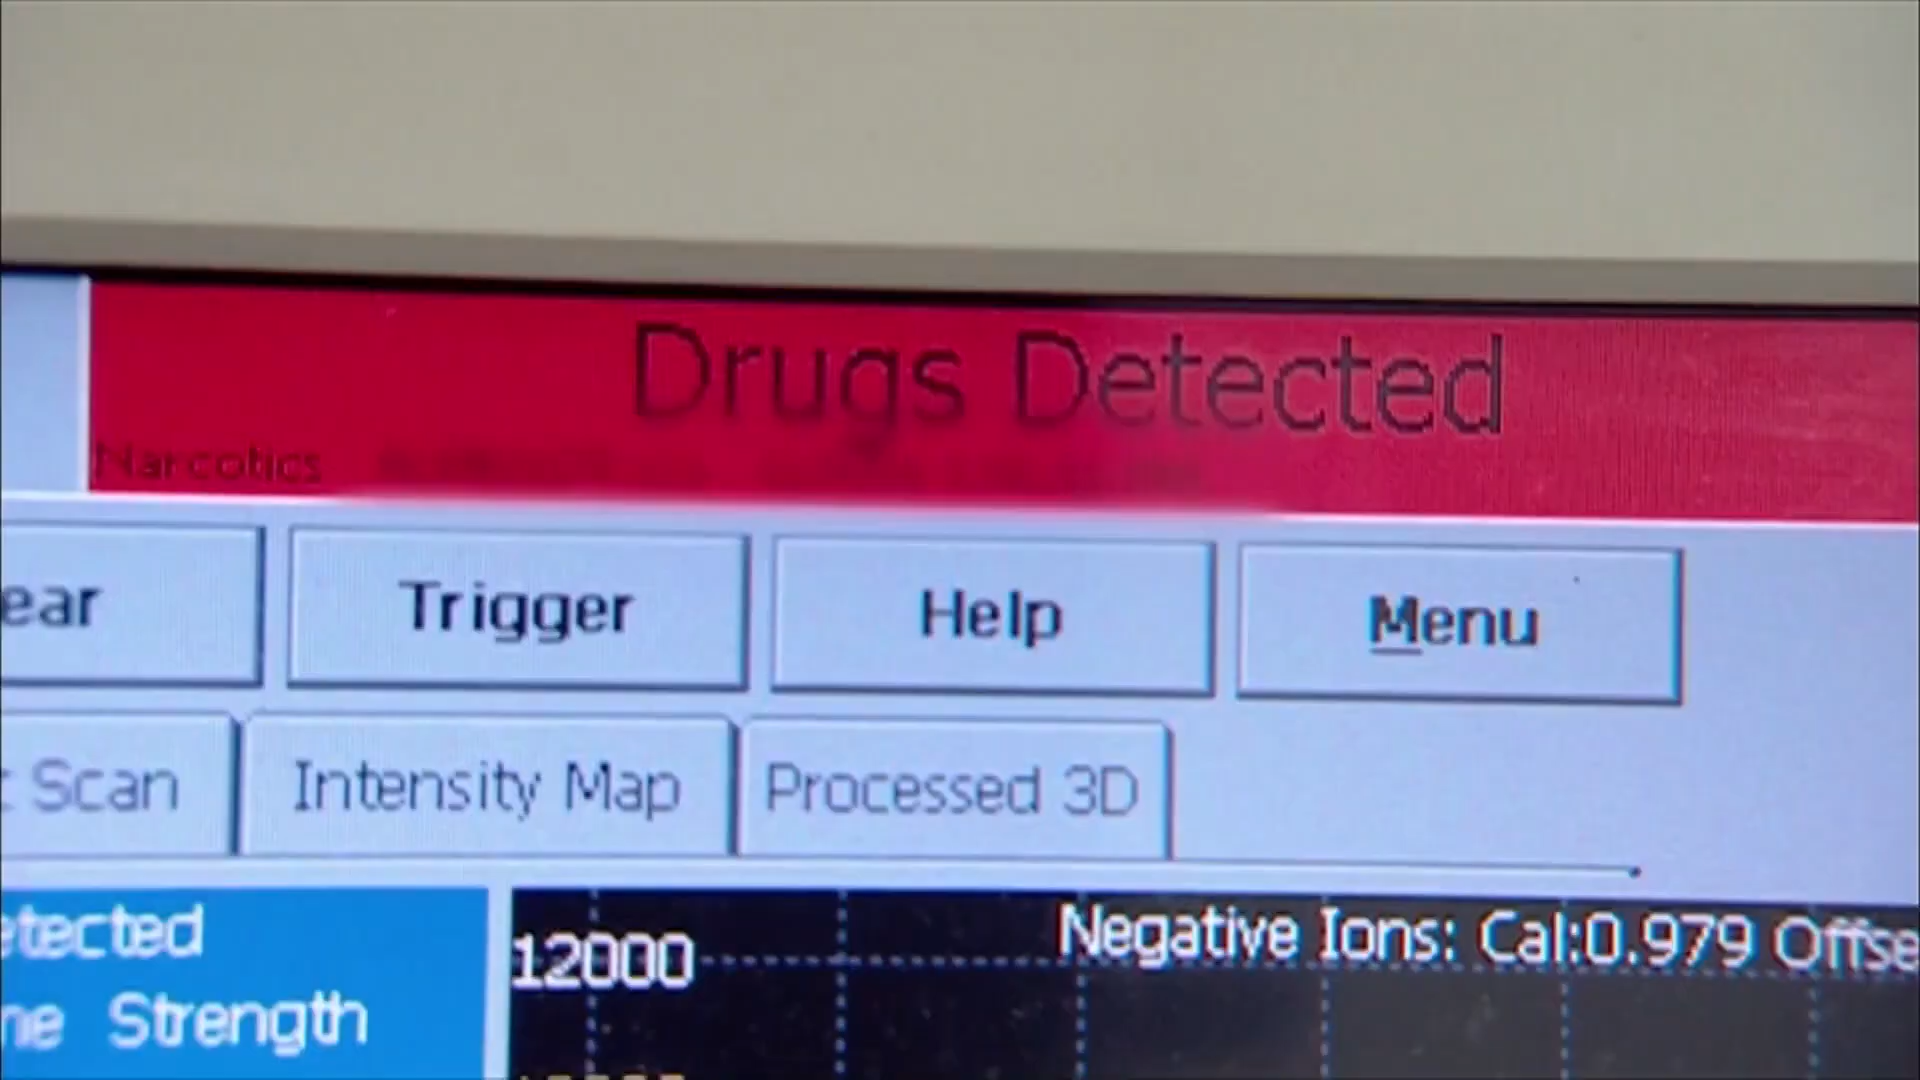 Drugs Detected
Narcotics
ear Trigger Help Menu
Scan Intensity Map Processed 3D
etected
ne Strength
12000
Negative Ions: Cal:0.979 Offse